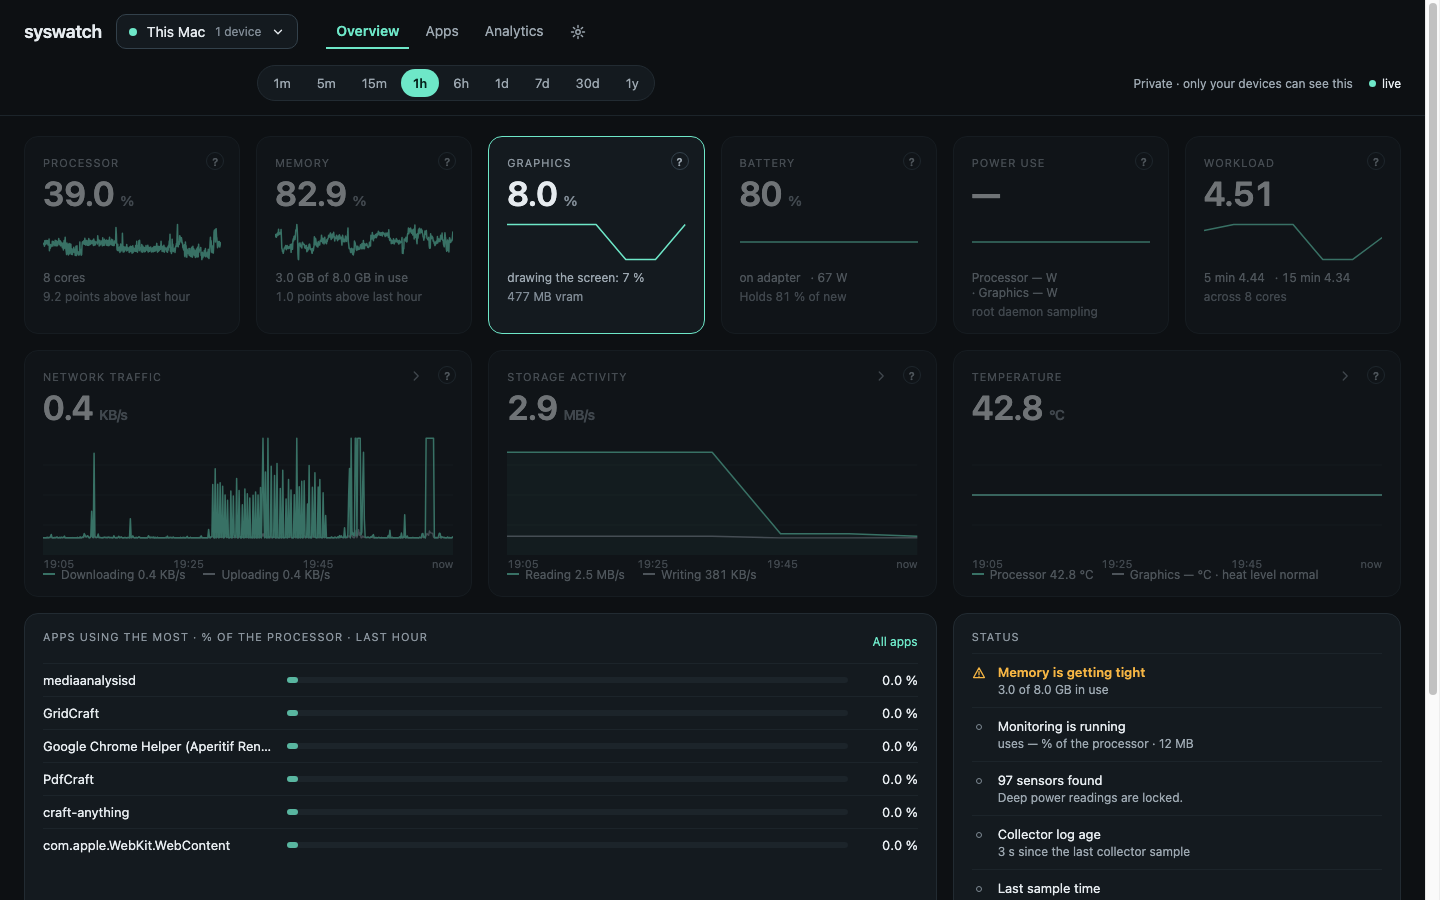 syswatch
This Mac 1 device
Overview Apps Analytics
1m 5m 15m 1h 6h 1d 7d 30d 1y
Private · only your devices can see this
live
PROCESSOR ?
39.0 %
8 cores
9.2 points above last hour
MEMORY ?
82.9 %
3.0 GB of 8.0 GB in use
1.0 points above last hour
GRAPHICS ?
8.0 %
drawing the screen: 7 %
477 MB vram
BATTERY ?
80 %
on adapter · 67 W
Holds 81 % of new
POWER USE ?
—
Processor — W
· Graphics — W
root daemon sampling
WORKLOAD ?
4.51
5 min 4.44 · 15 min 4.34
across 8 cores
NETWORK TRAFFIC ?
0.4 KB/s
19:05 19:25 19:45 now
Downloading 0.4 KB/s Uploading 0.4 KB/s
STORAGE ACTIVITY ?
2.9 MB/s
19:05 19:25 19:45 now
Reading 2.5 MB/s Writing 381 KB/s
TEMPERATURE ?
42.8 °C
19:05 19:25 19:45 now
Processor 42.8 °C Graphics — °C · heat level normal
APPS USING THE MOST · % OF THE PROCESSOR · LAST HOUR
All apps
mediaanalysisd 0.0 %
GridCraft 0.0 %
Google Chrome Helper (Aperitif Ren... 0.0 %
PdfCraft 0.0 %
craft-anything 0.0 %
com.apple.WebKit.WebContent 0.0 %
STATUS
Memory is getting tight
3.0 of 8.0 GB in use
Monitoring is running
uses — % of the processor · 12 MB
97 sensors found
Deep power readings are locked.
Collector log age
3 s since the last collector sample
Last sample time